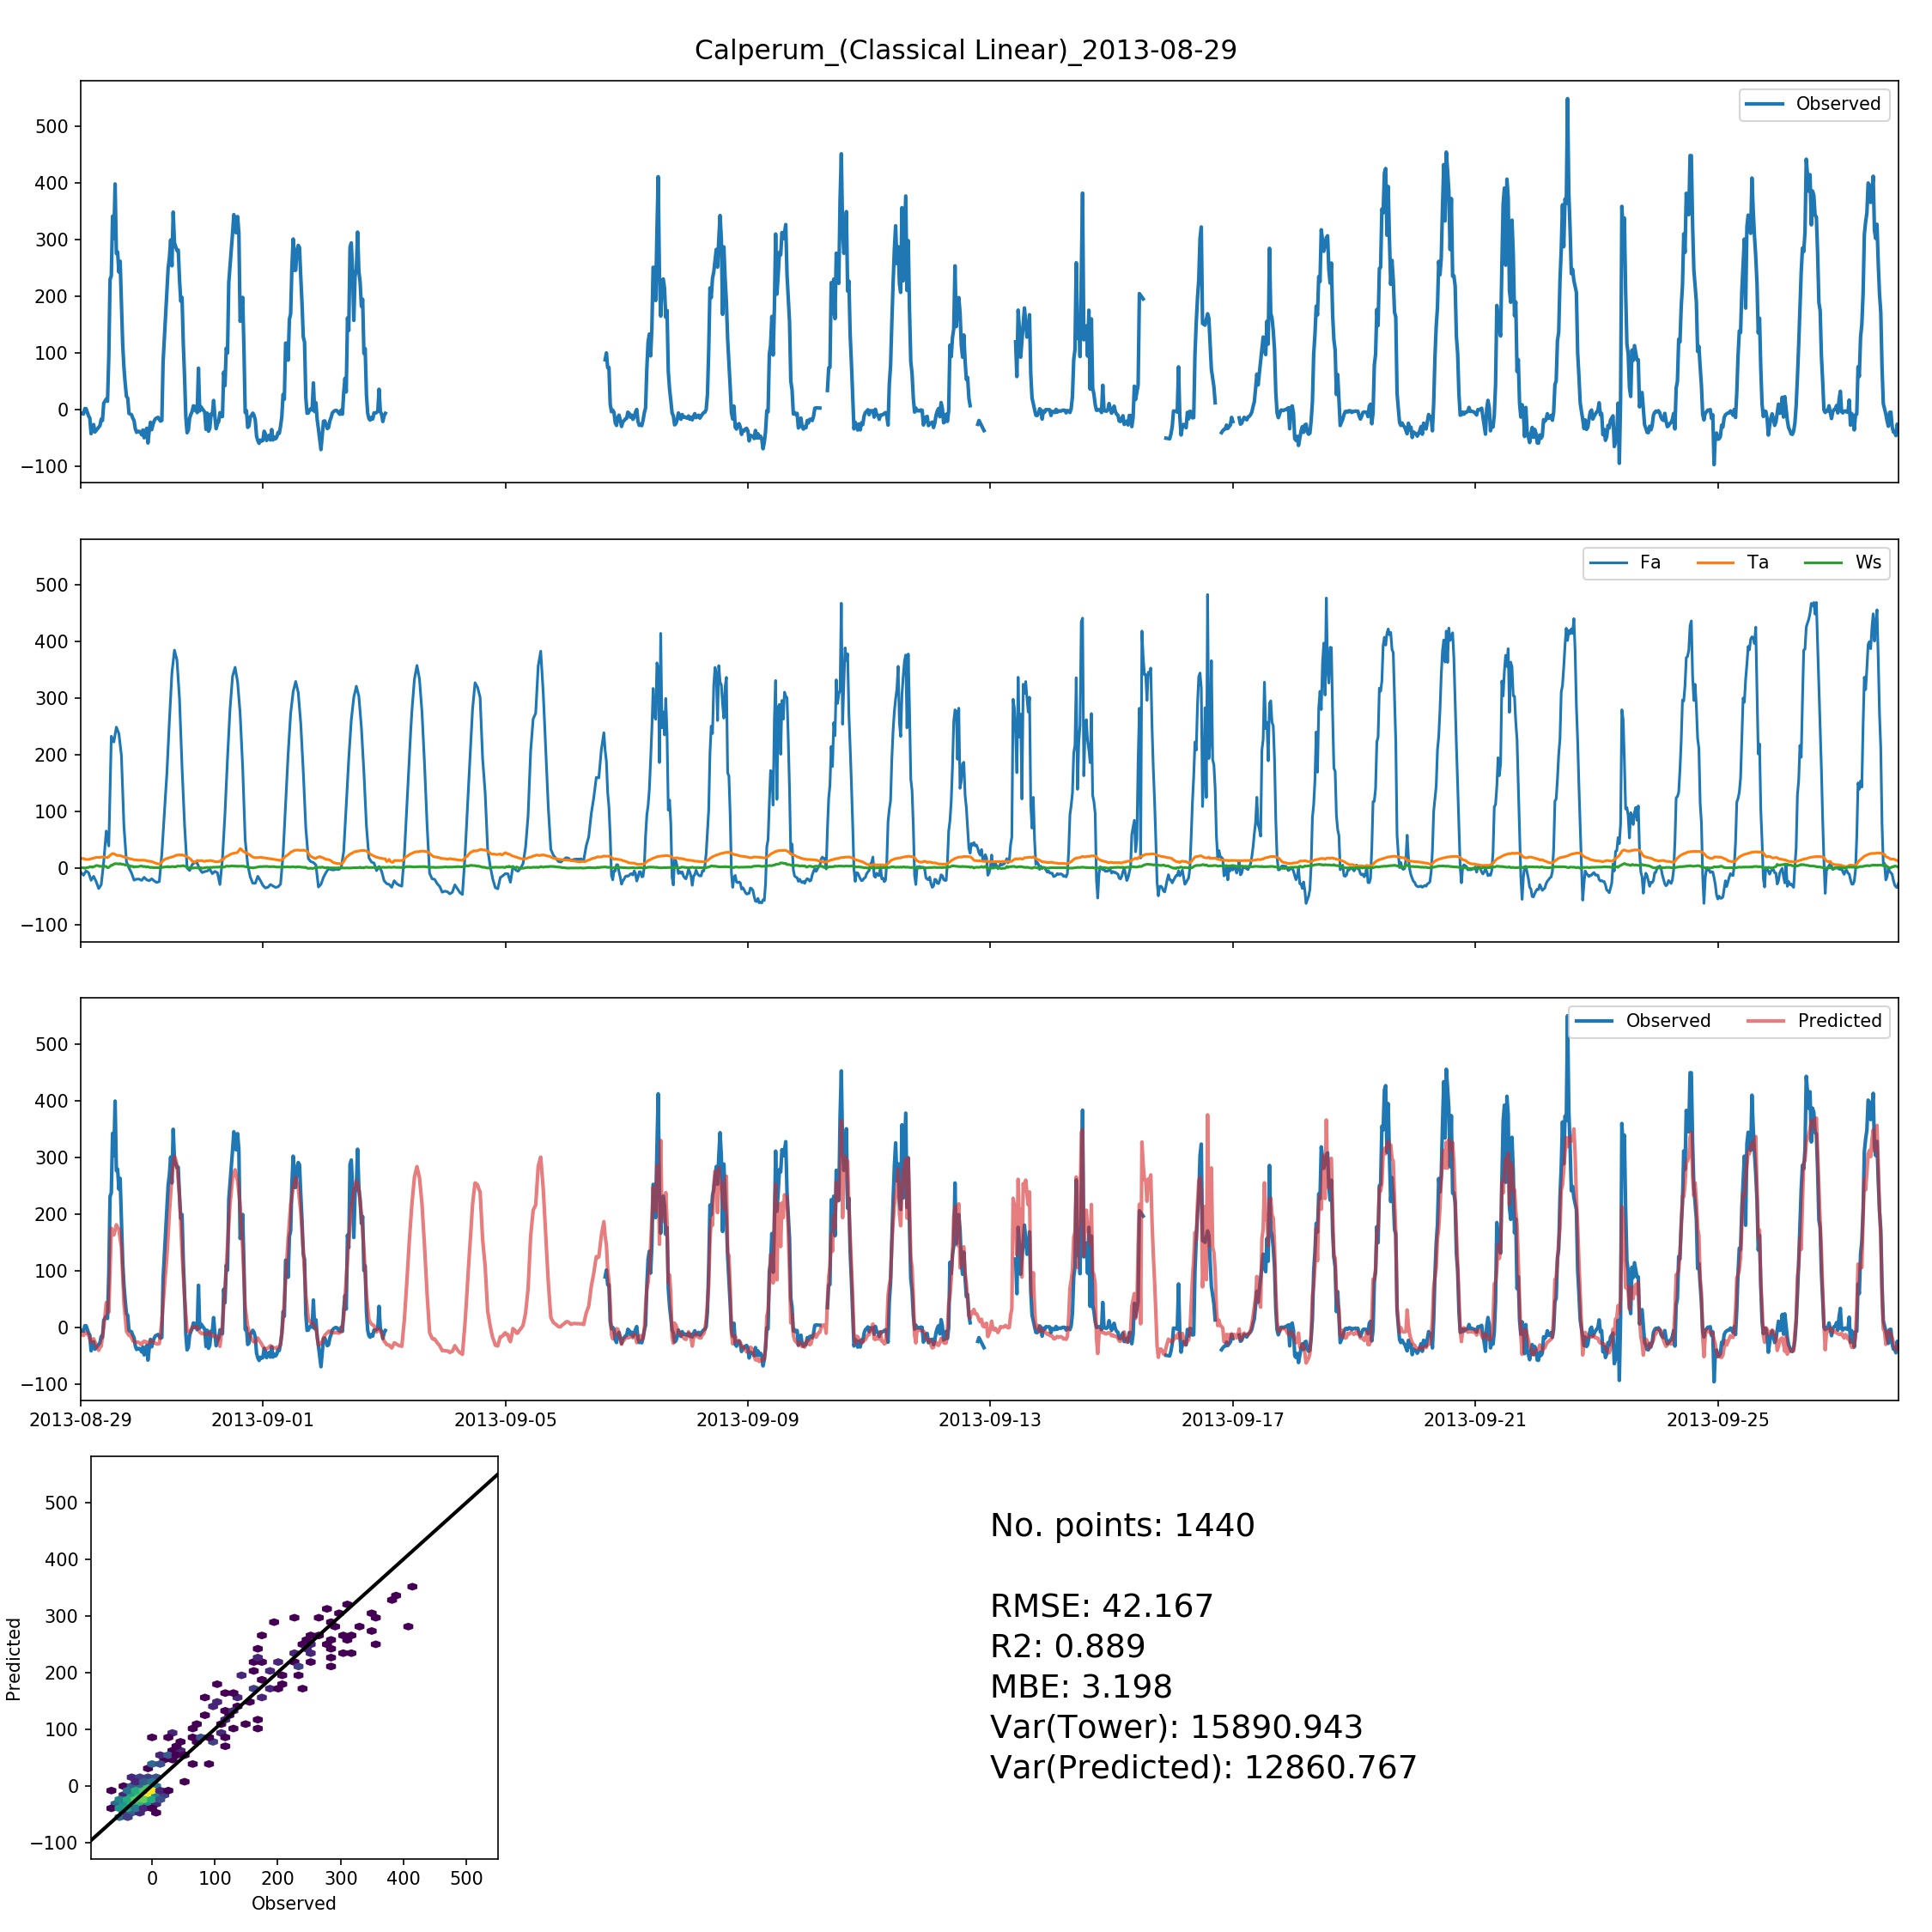 Calperum_(Classical Linear)_2013-08-29
Observed
500
400
300
200
100
0
−100
Fa Ta Ws
500
400
300
200
100
0
−100
Observed Predicted
500
400
300
200
100
0
−100
2013-08-29 2013-09-01 2013-09-05 2013-09-09 2013-09-13 2013-09-17 2013-09-21 2013-09-25
Predicted
500
400
300
200
100
0
−100
0 100 200 300 400 500
Observed
No. points: 1440
RMSE: 42.167
R2: 0.889
MBE: 3.198
Var(Tower): 15890.943
Var(Predicted): 12860.767